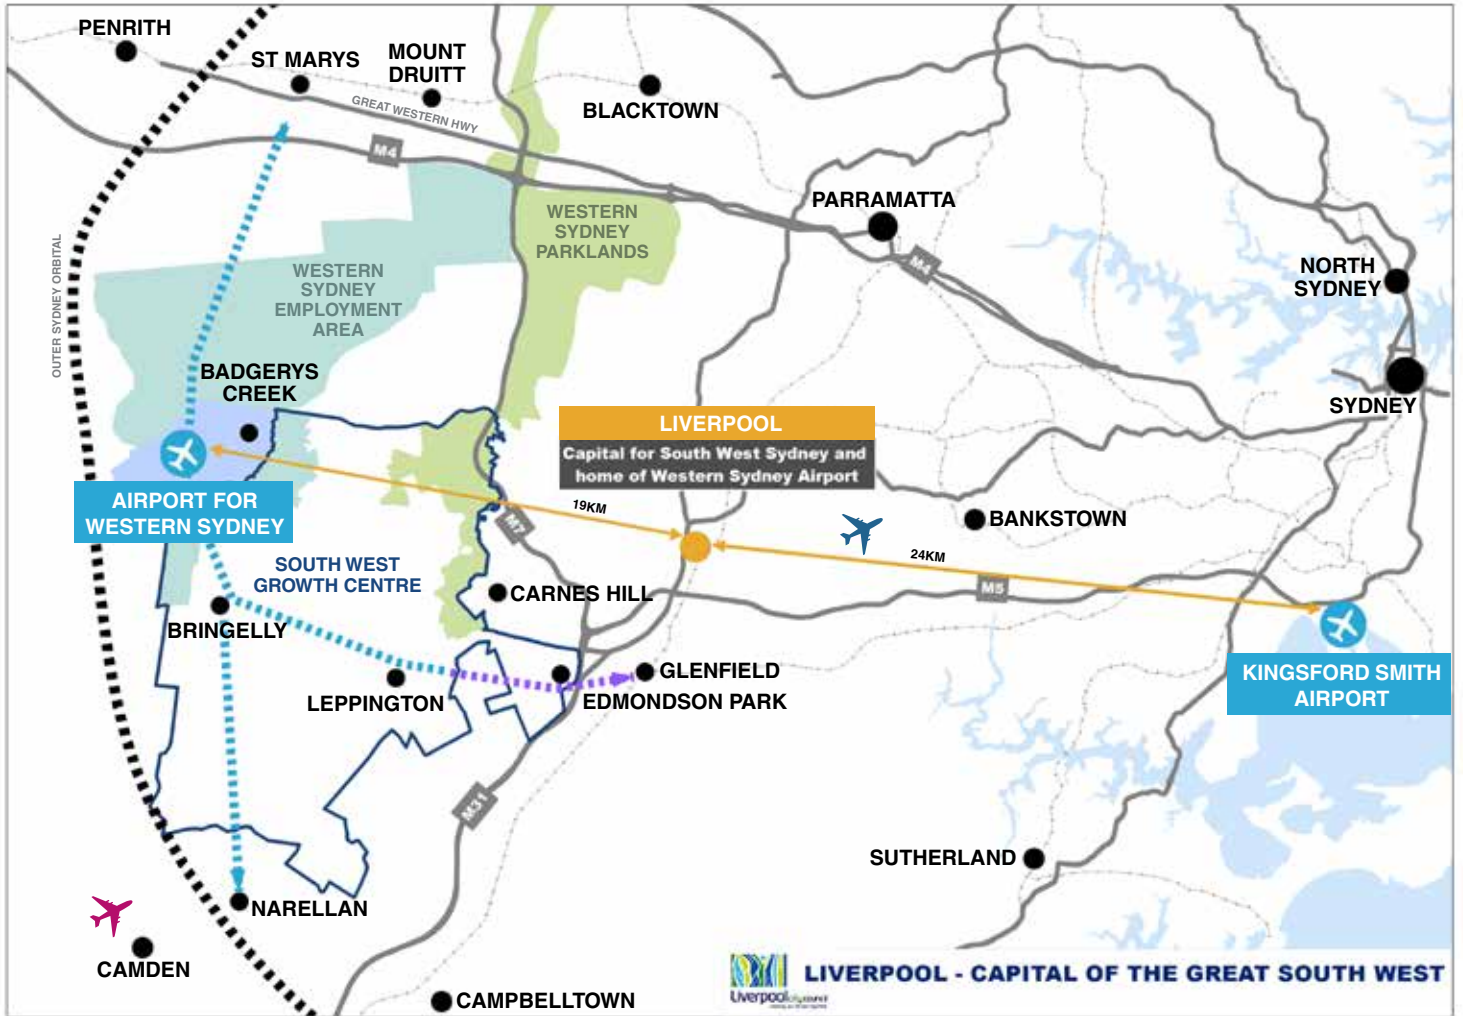 PENRITH
ST MARYS
MOUNT
DRUITT
BLACKTOWN
GREAT WESTERN HWY
M4
PARRAMATTA
WESTERN
SYDNEY
PARKLANDS
M4
NORTH
SYDNEY
OUTER SYDNEY ORBITAL
WESTERN
SYDNEY
EMPLOYMENT
AREA
BADGERYS
CREEK
SYDNEY
LIVERPOOL
Capital for South West Sydney and
home of Western Sydney Airport
AIRPORT FOR
WESTERN SYDNEY
19KM
M7
BANKSTOWN
24KM
SOUTH WEST
GROWTH CENTRE
CARNES HILL
M5
BRINGELLY
GLENFIELD
KINGSFORD SMITH
AIRPORT
LEPPINGTON
EDMONDSON PARK
M31
SUTHERLAND
NARELLAN
CAMDEN
CAMPBELLTOWN
LIVERPOOL - CAPITAL OF THE GREAT SOUTH WEST
Liverpool